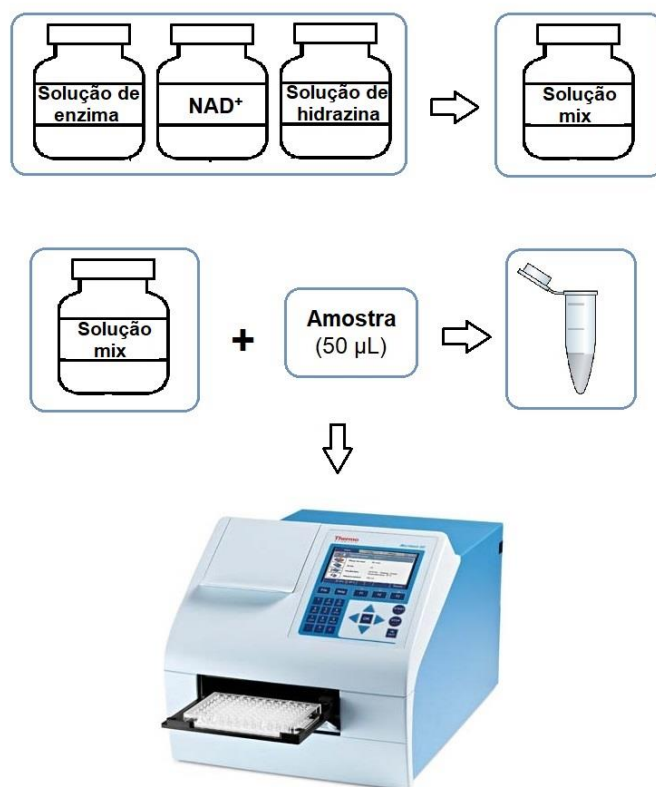 Solução de
enzima
NAD⁺
Solução de
hidrazina
Solução
mix
Solução
mix
+
Amostra
(50 µL)
Thermo